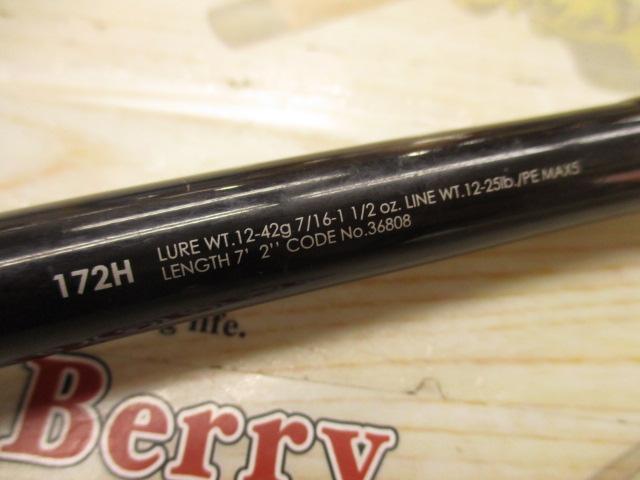 172H
LURE WT.12-42g 7/16-1 1/2 oz. LINE WT.12-25lb./PE MAX5
LENGTH 7' 2'' CODE No.36808
life.
Berry